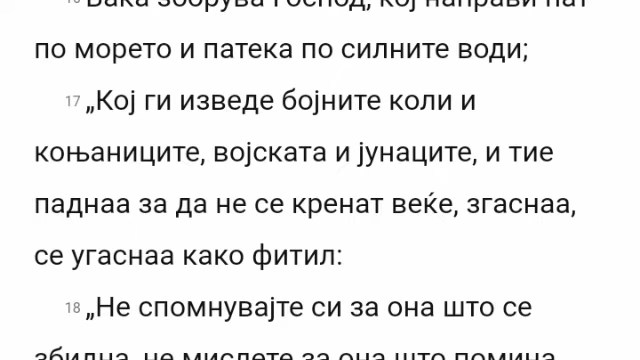 16 Вака зборува Господ, кој направи пат
по морето и патека по силните води;
17 „Кој ги изведе бојните коли и
коњаниците, војската и јунаците, и тие
паднаа за да не се кренат веќе, згаснаа,
се угаснаа како фитил:
18 „Не спомнувајте си за она што се
збидна, не мислете за она што помина.